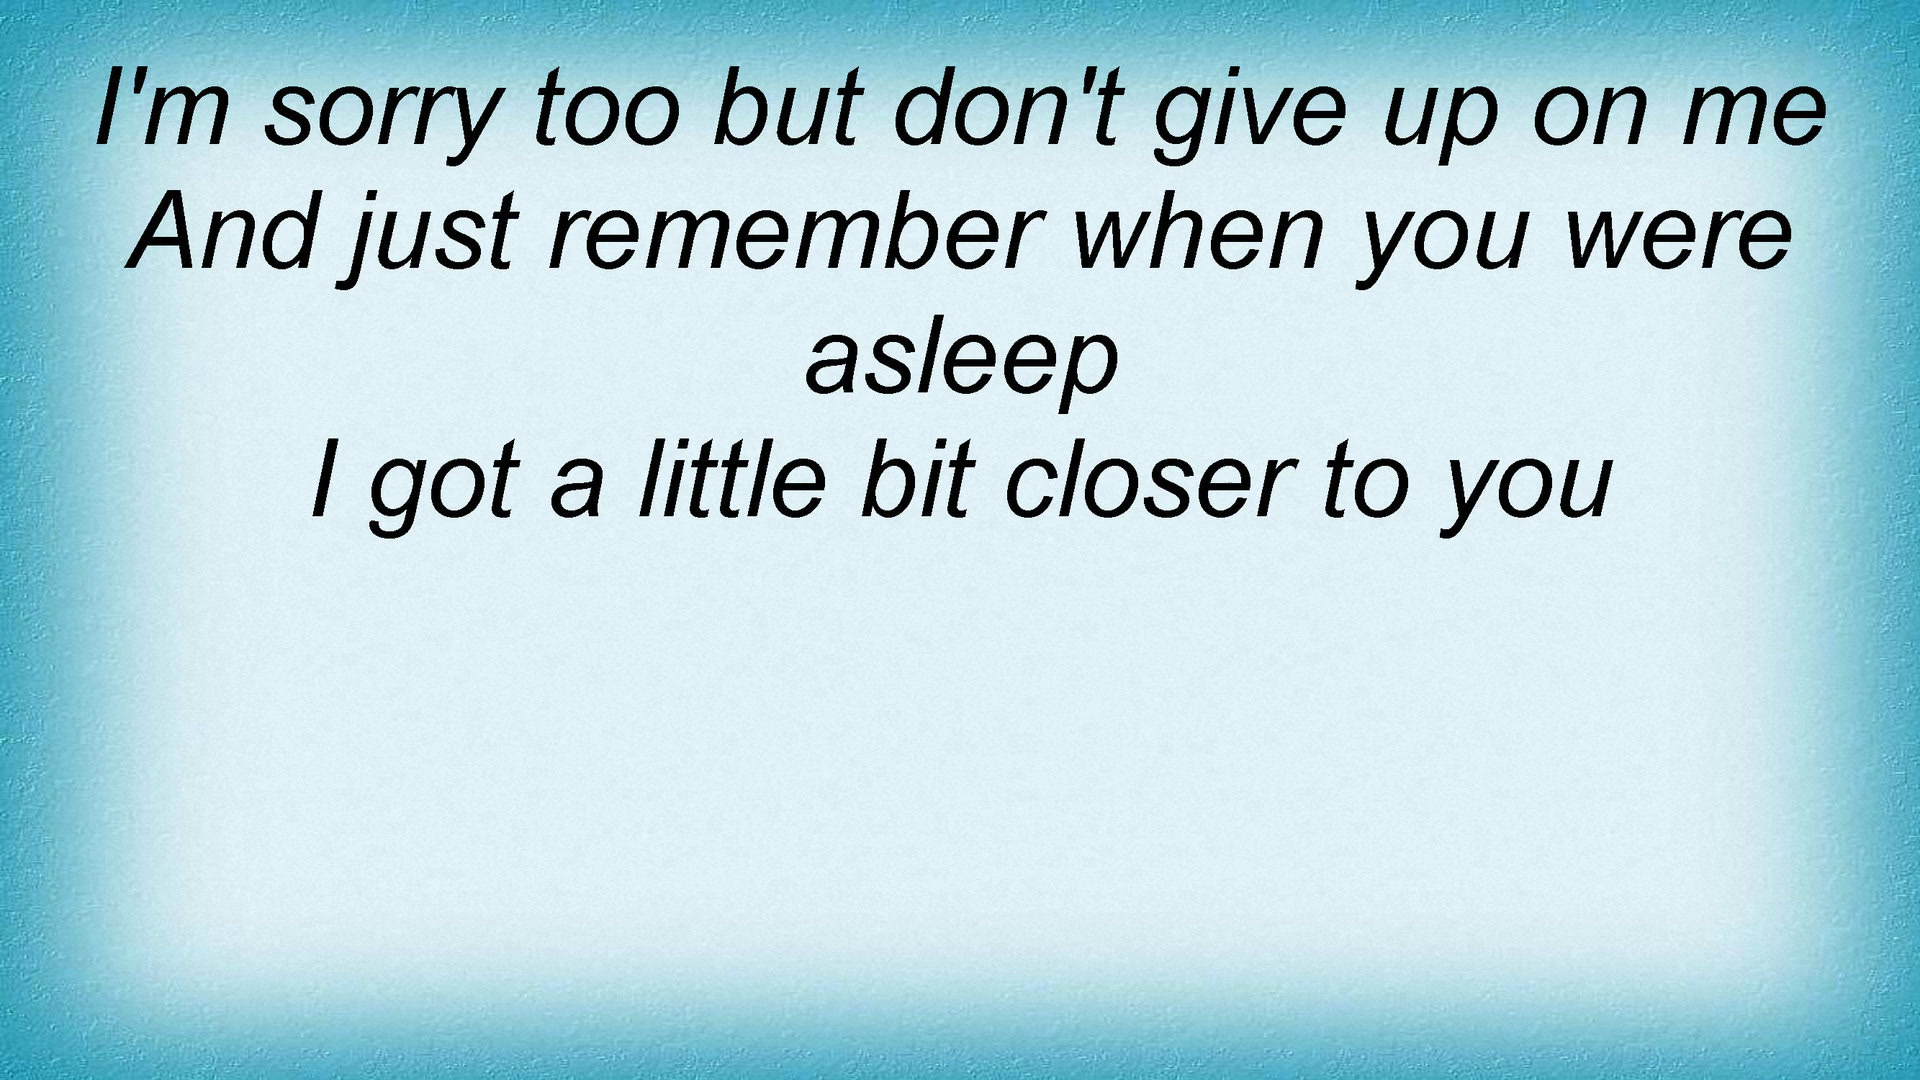 I'm sorry too but don't give up on me
And just remember when you were
asleep
I got a little bit closer to you